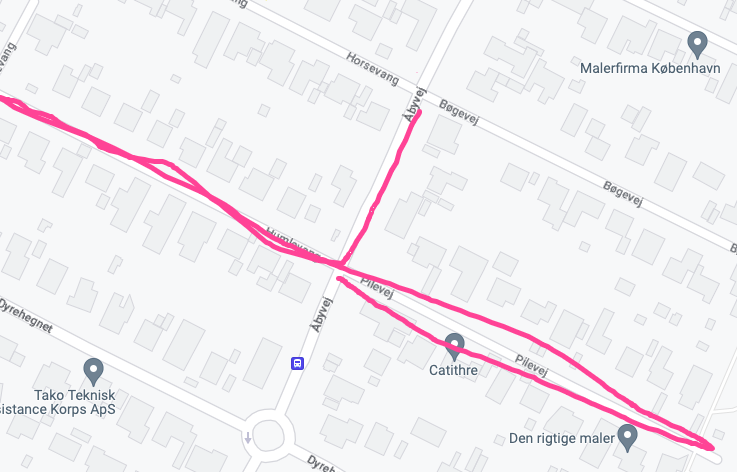 Horsevang
Åbyvej
Bøgevej
Malerfirma København
Bøgevej
Humlevang
Pilevej
Åbyvej
Pilevej
Catithre
Dyrehegnet
Tako Teknisk
sistance Korps ApS
Den rigtige maler